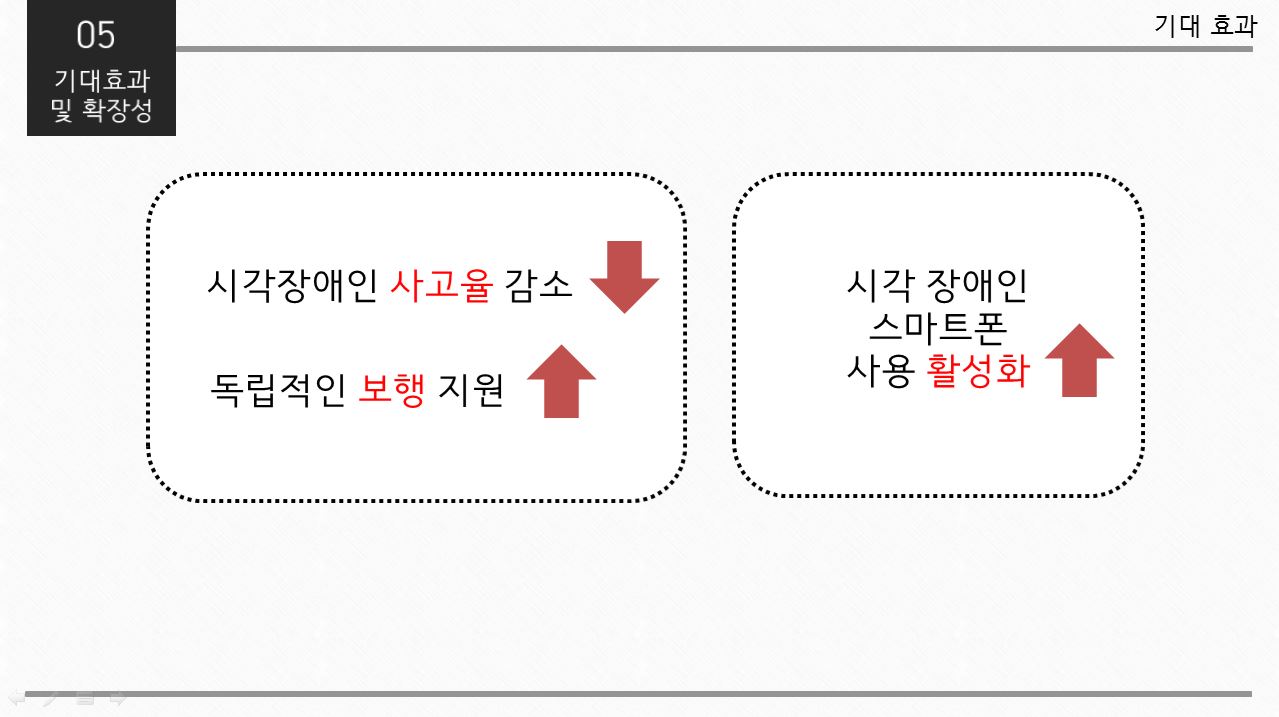 05
기대효과
및 확장성
기대 효과
시각장애인 사고율 감소
독립적인 보행 지원
시각 장애인
스마트폰
사용 활성화